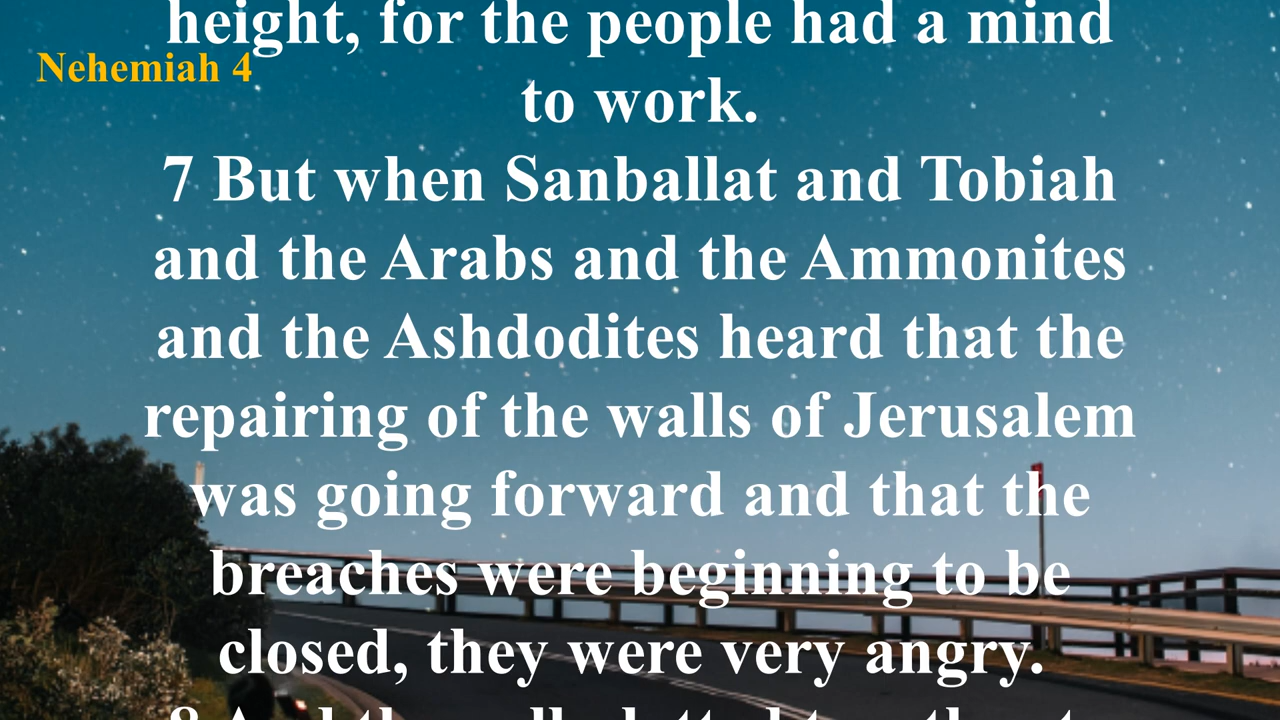 height, for the people had a mind
Nehemiah 4
to work.
7 But when Sanballat and Tobiah
and the Arabs and the Ammonites
and the Ashdodites heard that the
repairing of the walls of Jerusalem
was going forward and that the
breaches were beginning to be
closed, they were very angry.